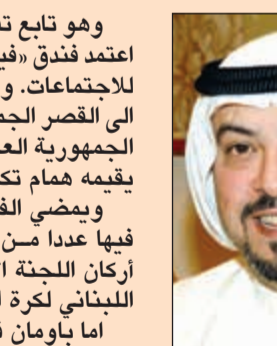 وهو تابع
اعتمد فندق «في
للاجتماعات. و
الى القصر الجم
الجمهورية الع
يقيمه همام تك
ويمضي الف
فيها عددا مـن
أركان اللجنة ا
اللبناني لكرة ا
اما باومان